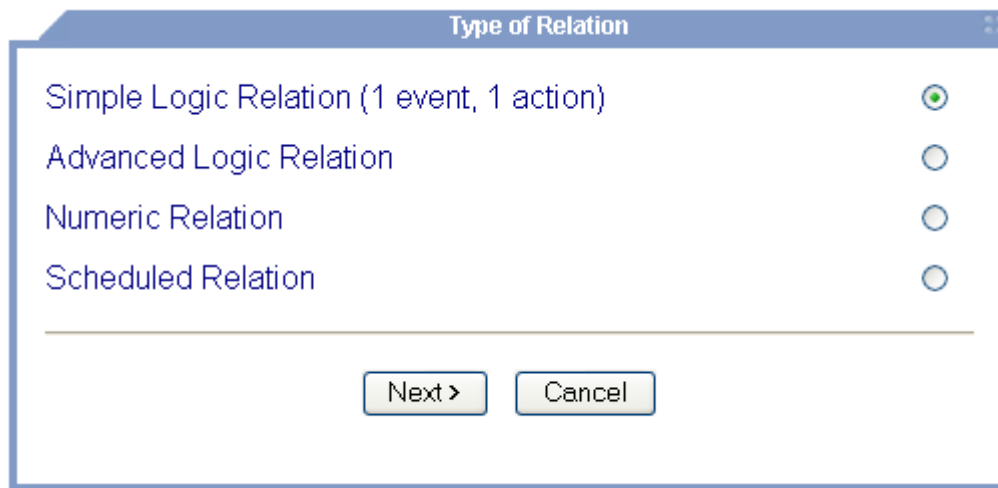 Type of Relation
Simple Logic Relation (1 event, 1 action)
Advanced Logic Relation
Numeric Relation
Scheduled Relation
Next > Cancel